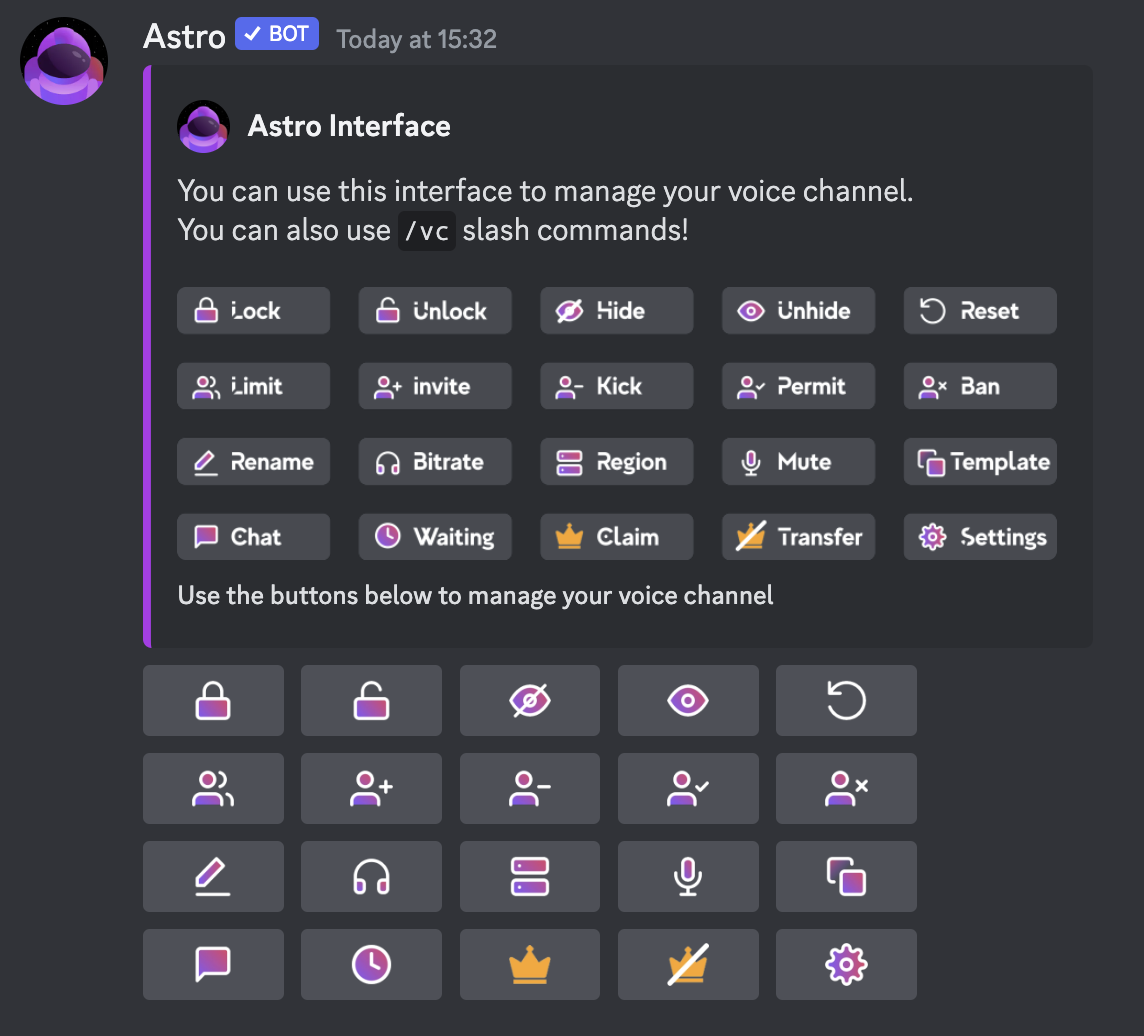 Astro ✓ BOT Today at 15:32
Astro Interface
You can use this interface to manage your voice channel.
You can also use /vc slash commands!
Lock Unlock Hide Unhide Reset
Limit invite Kick Permit Ban
Rename Bitrate Region Mute Template
Chat Waiting Claim Transfer Settings
Use the buttons below to manage your voice channel